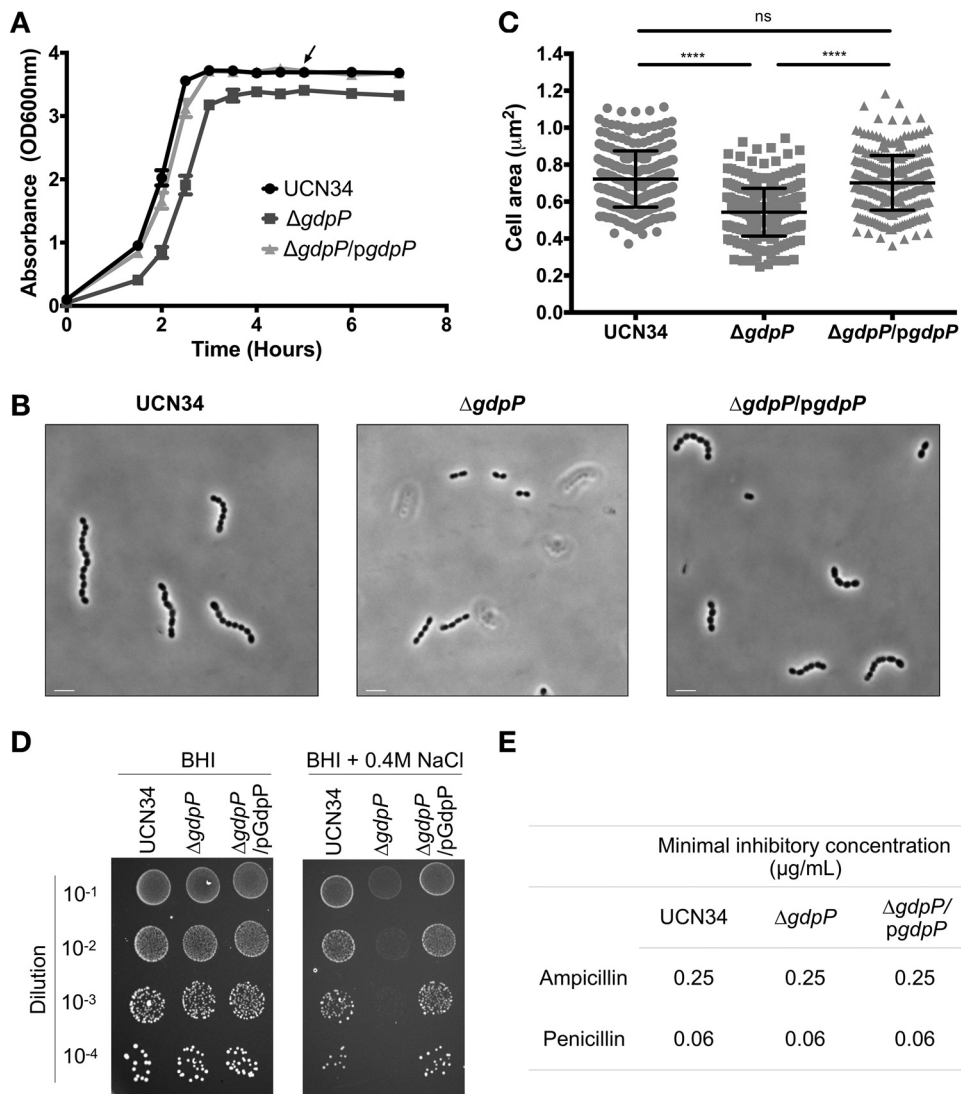 A
Absorbance (OD600nm)
4
3
2
1
0
0 2 4 6 8
Time (Hours)
UCN34
ΔgdpP
ΔgdpP/pgdpP
C
ns
**** ****
Cell area (μm2)
1.4
1.2
1.0
0.8
0.6
0.4
0.2
0.0
UCN34 ΔgdpP ΔgdpP/pgdpP
B
UCN34 ΔgdpP ΔgdpP/pgdpP
D
BHI BHI + 0.4M NaCl
UCN34 ΔgdpP ΔgdpP/pGdpP UCN34 ΔgdpP ΔgdpP/pGdpP
Dilution
10-1
10-2
10-3
10-4
E
Minimal inhibitory concentration
(μg/mL)
UCN34 ΔgdpP ΔgdpP/
pgdpP
Ampicillin 0.25 0.25 0.25
Penicillin 0.06 0.06 0.06